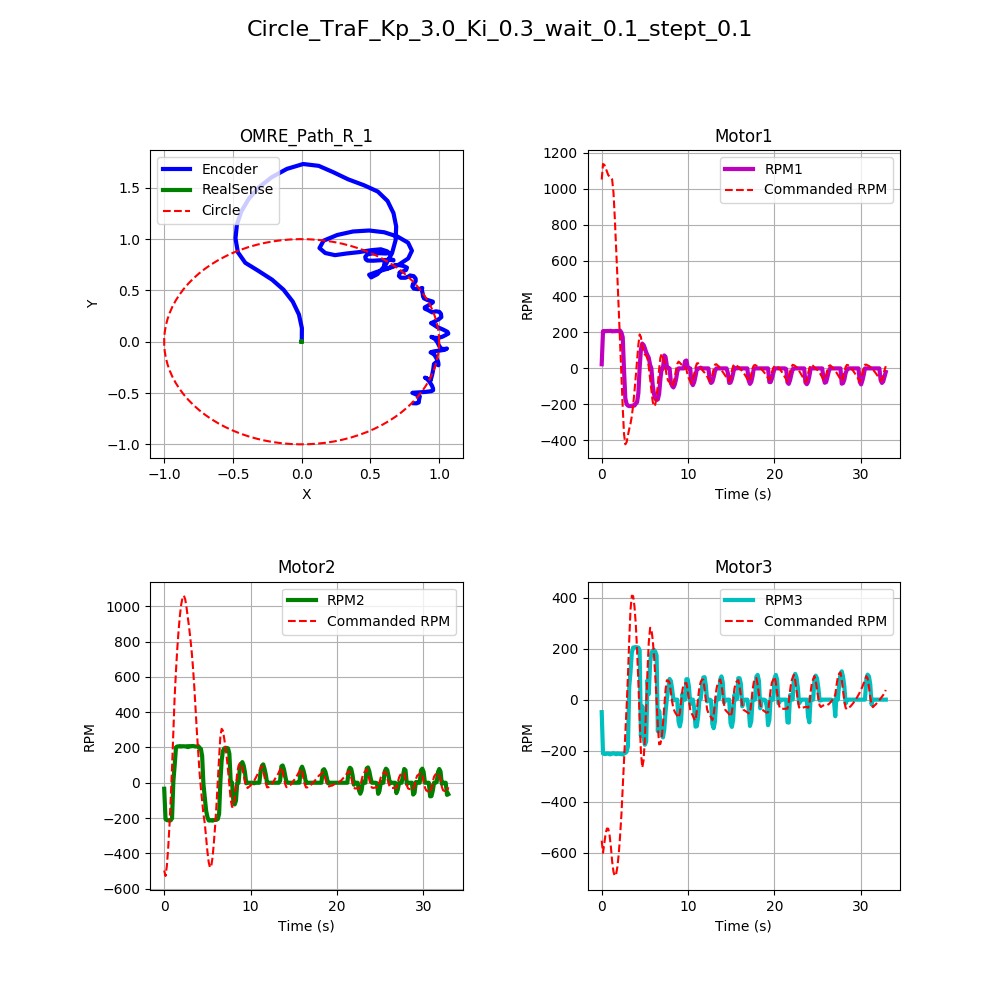 Circle_TraF_Kp_3.0_Ki_0.3_wait_0.1_stept_0.1
OMRE_Path_R_1
Encoder
RealSense
Circle
1.5
1.0
0.5
0.0
−0.5
−1.0
Y
−1.0 −0.5 0.0 0.5 1.0
X
Motor1
RPM1
Commanded RPM
1200
1000
800
600
400
200
0
−200
−400
RPM
0 10 20 30
Time (s)
Motor2
RPM2
Commanded RPM
1000
800
600
400
200
0
−200
−400
−600
RPM
0 10 20 30
Time (s)
Motor3
RPM3
Commanded RPM
400
200
0
−200
−400
−600
RPM
0 10 20 30
Time (s)